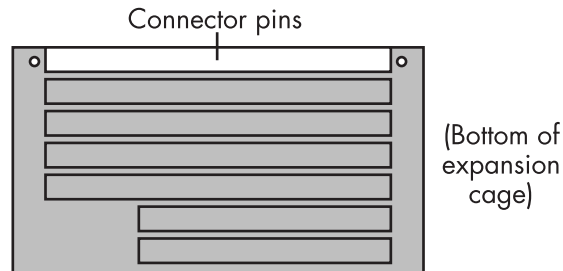 Connector pins
(Bottom of
expansion
cage)